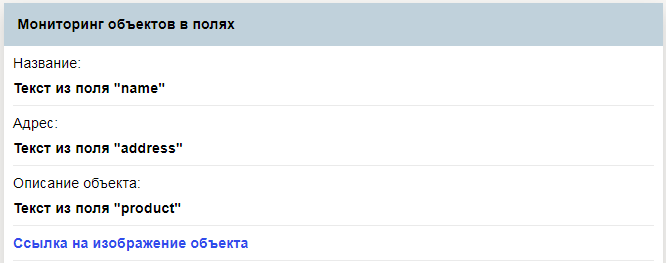 Мониторинг объектов в полях
Название:
Текст из поля "name"
Адрес:
Текст из поля "address"
Описание объекта:
Текст из поля "product"
Ссылка на изображение объекта